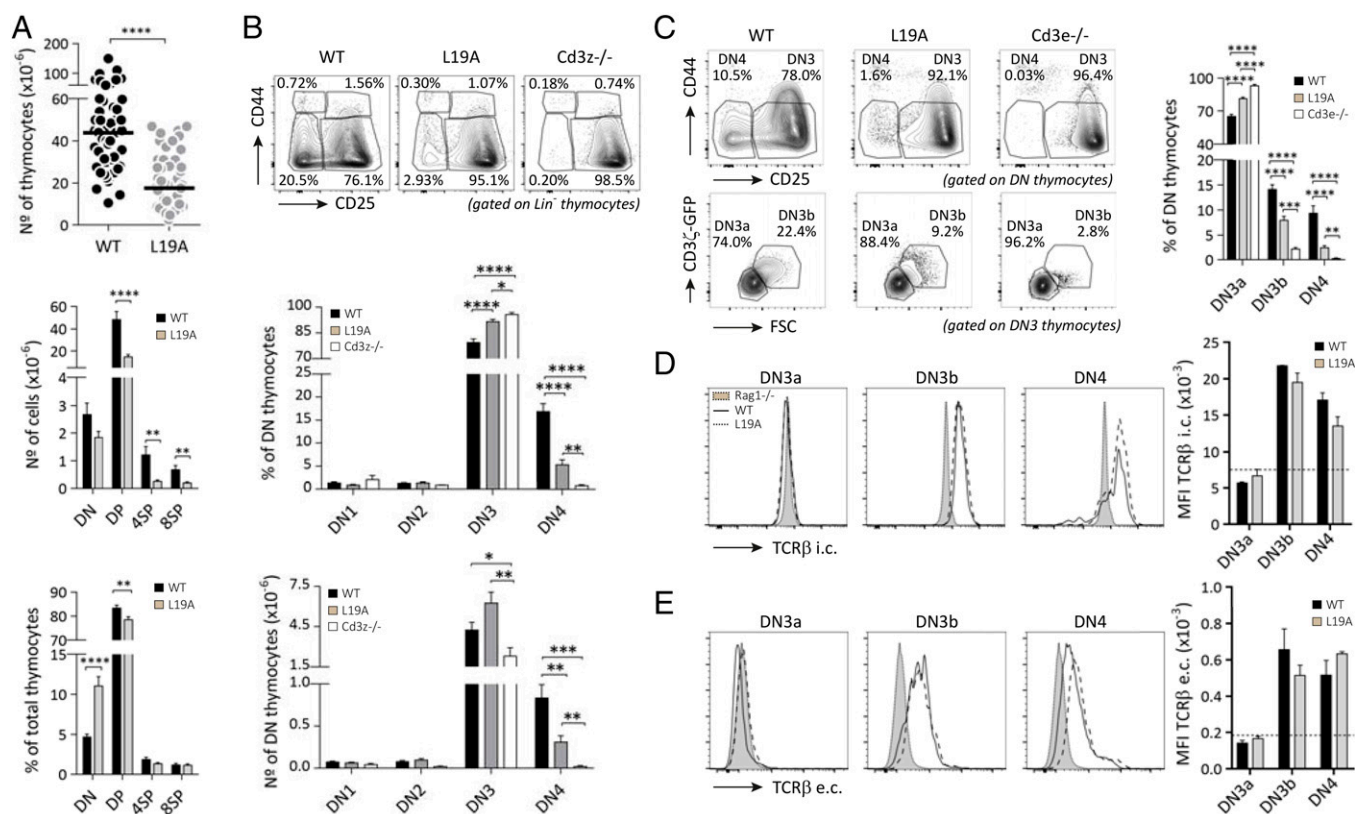 A
****
Nº of thymocytes (x10⁻⁶)
200
100
60
40
20
0
WT
L19A
****
WT
L19A
Nº of cells (x10⁻⁶)
60
40
20
4
3
2
1
0
**
**
DN
DP
4SP
8SP
**
WT
L19A
% of total thymocytes
90
80
70
60
15
10
5
0
****
DN
DP
4SP
8SP
B
WT
L19A
Cd3z-/-
CD44
0.72%
1.56%
0.30%
1.07%
0.18%
0.74%
20.5%
76.1%
2.93%
95.1%
0.20%
98.5%
CD25
(gated on Lin⁻ thymocytes)
WT
L19A
Cd3z-/-
% of DN thymocytes
100
85
70
25
20
15
10
5
0
****
*
****
****
****
**
DN1
DN2
DN3
DN4
WT
L19A
Cd3z-/-
Nº of DN thymocytes (x10⁻⁶)
7.5
4.5
1.5
1.0
0.5
0.0
*
**
***
**
**
DN1
DN2
DN3
DN4
C
WT
L19A
Cd3e-/-
CD44
DN4
10.5%
DN3
78.0%
DN4
1.6%
DN3
92.1%
DN4
0.03%
DN3
96.4%
CD25
(gated on DN thymocytes)
CD3ζ-GFP
DN3a
74.0%
DN3b
22.4%
DN3a
88.4%
DN3b
9.2%
DN3a
96.2%
DN3b
2.8%
FSC
(gated on DN3 thymocytes)
****
****
****
WT
L19A
Cd3e-/-
% of DN thymocytes
100
70
40
20
15
10
5
0
****
****
***
****
****
**
DN3a
DN3b
DN4
D
DN3a
DN3b
DN4
Rag1-/-
WT
L19A
TCRβ i.c.
WT
L19A
MFI TCRβ i.c. (x10⁻³)
25
20
15
10
5
0
DN3a
DN3b
DN4
E
DN3a
DN3b
DN4
TCRβ e.c.
WT
L19A
MFI TCRβ e.c. (x10⁻³)
1.0
0.8
0.6
0.4
0.2
0.0
DN3a
DN3b
DN4